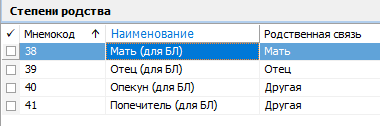 Степени родства
✓ Мнемокод ↑ Наименование Родственная связь
38 Мать (для БЛ) Мать
39 Отец (для БЛ) Отец
40 Опекун (для БЛ) Другая
41 Попечитель (для БЛ) Другая